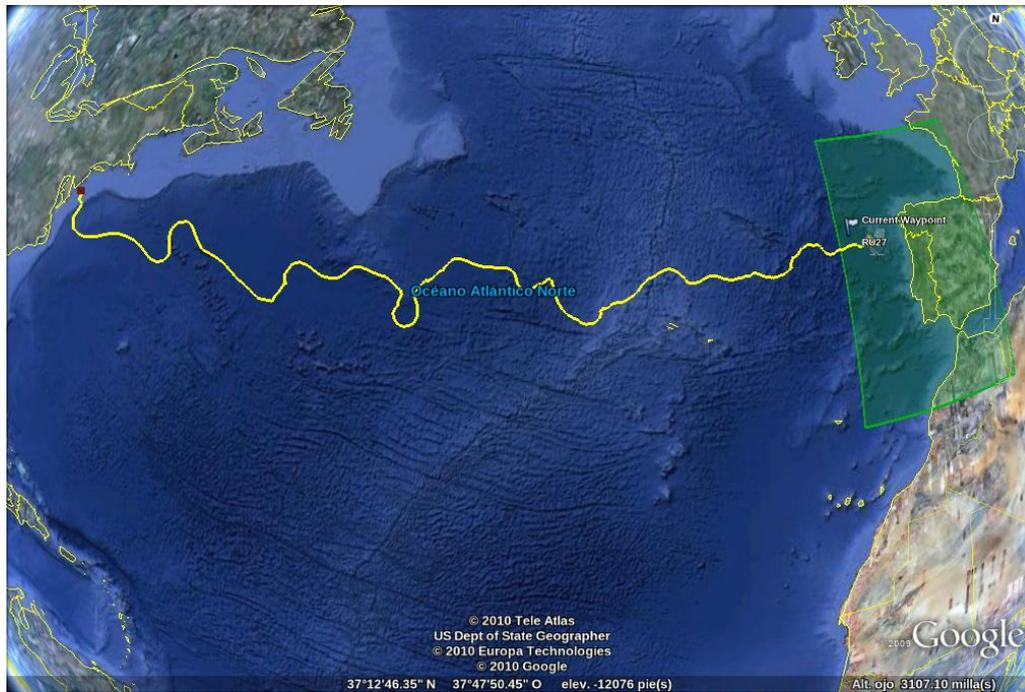 N
Current Waypoint
RU27
Océano Atlántico Norte
© 2010 Tele Atlas
US Dept of State Geographer
© 2010 Europa Technologies
© 2010 Google
2009 Google
37°12'46.35" N 37°47'50.45" O elev. -12076 pie(s) Alt. ojo 3107.10 milla(s)